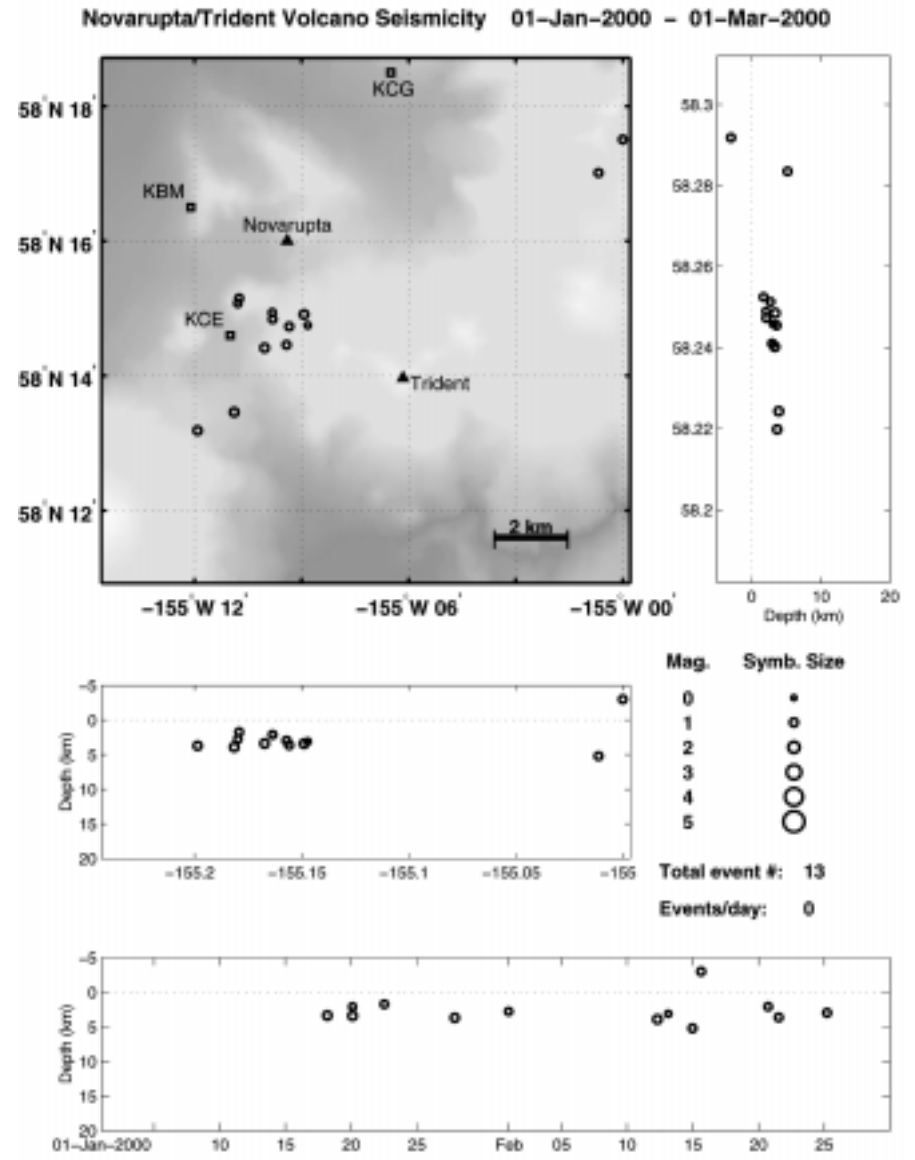 Novarupta/Trident Volcano Seismicity 01-Jan-2000 - 01-Mar-2000
KCG
58°N 18'
58.3
KBM
58.28
Novarupta
58°N 16'
58.26
KCE
58.24
58°N 14'
Trident
58.22
58°N 12'
2 km
58.2
-155°W 12'
-155°W 06'
-155°W 00'
0 10 20
Depth (km)
Mag. Symb. Size
0
1
2
3
4
5
Total event #: 13
Events/day: 0
-5
0
5
10
15
20
Depth (km)
-155.2 -155.15 -155.1 -155.05 -155
-5
0
5
10
15
20
Depth (km)
01-Jan-2000 10 15 20 25 Feb 05 10 15 20 25